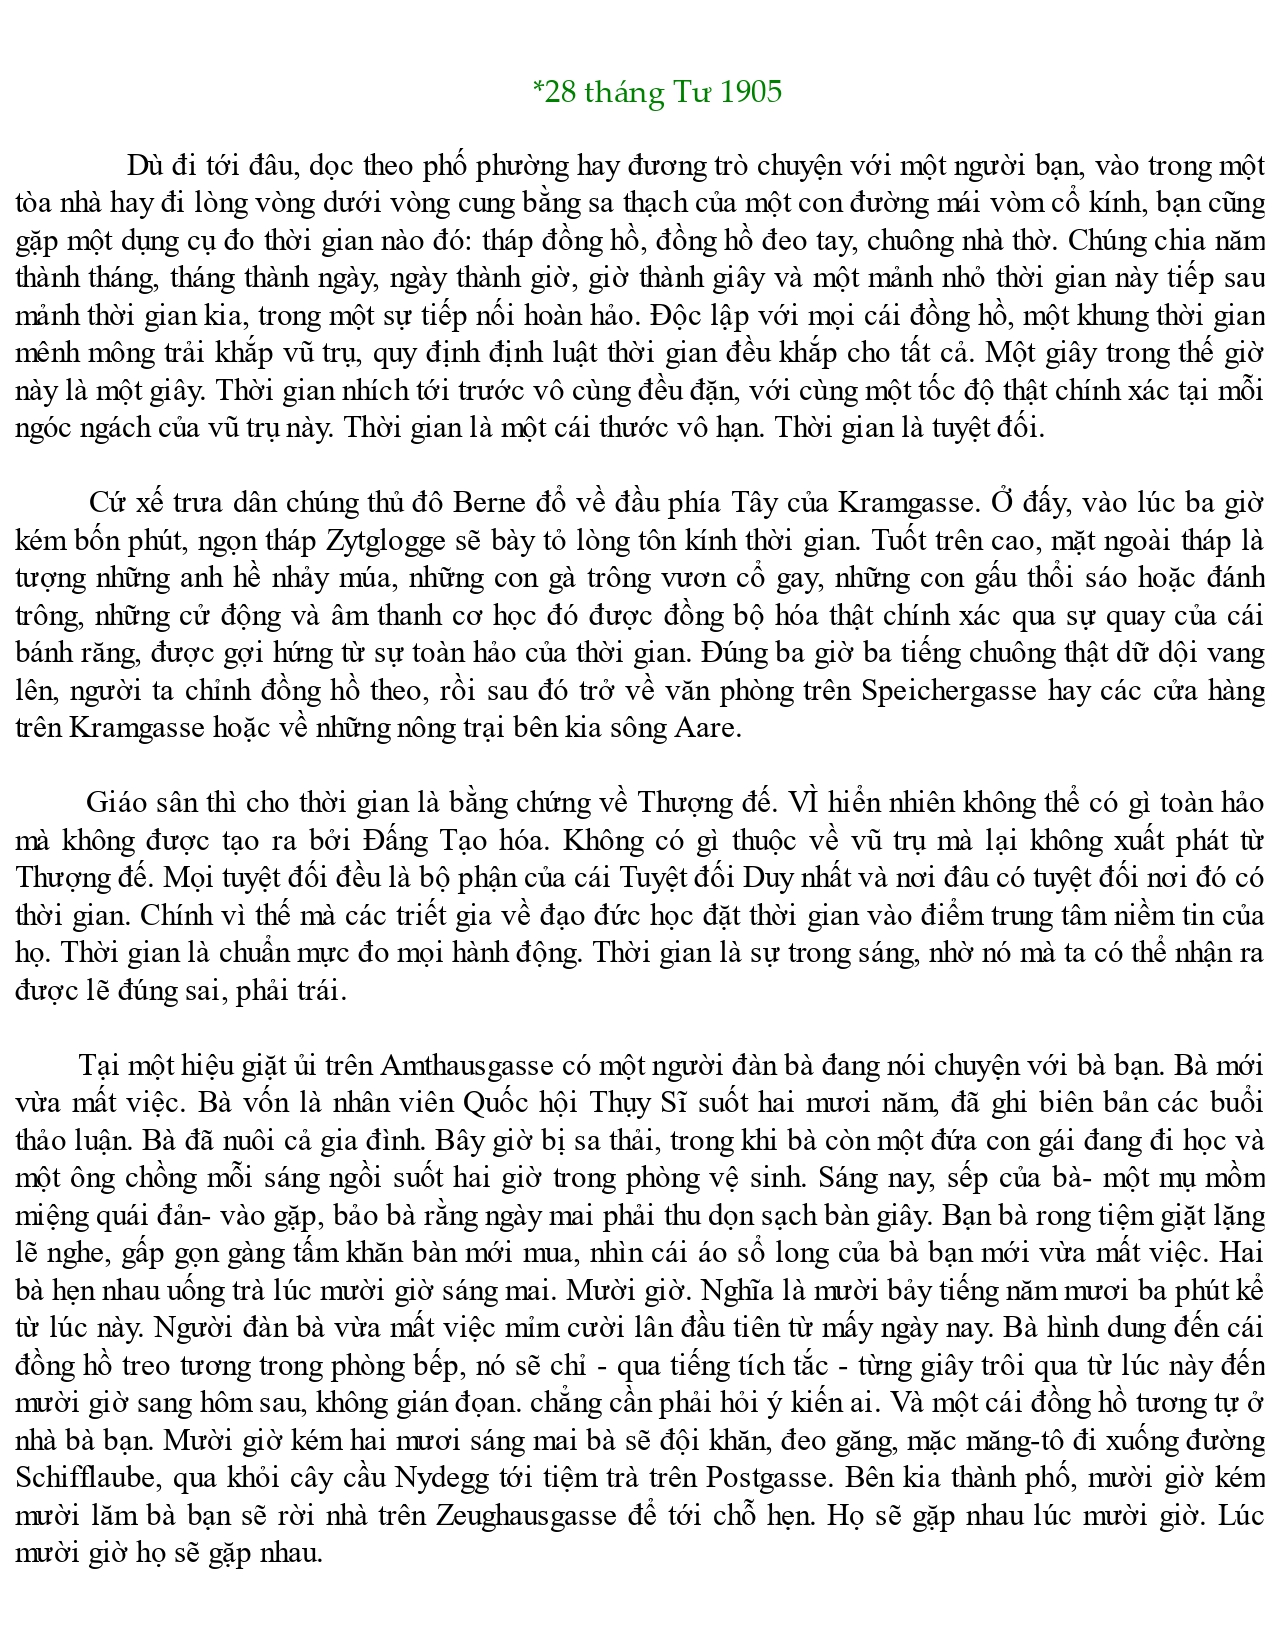 *28 tháng Tư 1905
Dù đi tới đâu, dọc theo phố phường hay đương trò chuyện với một người bạn, vào trong một
tòa nhà hay đi lòng vòng dưới vòng cung bằng sa thạch của một con đường mái vòm cổ kính, bạn cũng
gặp một dụng cụ đo thời gian nào đó: tháp đồng hồ, đồng hồ đeo tay, chuông nhà thờ. Chúng chia năm
thành tháng, tháng thành ngày, ngày thành giờ, giờ thành giây và một mảnh nhỏ thời gian này tiếp sau
mảnh thời gian kia, trong một sự tiếp nối hoàn hảo. Độc lập với mọi cái đồng hồ, một khung thời gian
mênh mông trải khắp vũ trụ, quy định định luật thời gian đều khắp cho tất cả. Một giây trong thế giờ
này là một giây. Thời gian nhích tới trước vô cùng đều đặn, với cùng một tốc độ thật chính xác tại mỗi
ngóc ngách của vũ trụ này. Thời gian là một cái thước vô hạn. Thời gian là tuyệt đối.
Cứ xế trưa dân chúng thủ đô Berne đổ về đầu phía Tây của Kramgasse. Ở đấy, vào lúc ba giờ
kém bốn phút, ngọn tháp Zytglogge sẽ bày tỏ lòng tôn kính thời gian. Tuốt trên cao, mặt ngoài tháp là
tượng những anh hề nhảy múa, những con gà trông vươn cổ gay, những con gấu thổi sáo hoặc đánh
trông, những cử động và âm thanh cơ học đó được đồng bộ hóa thật chính xác qua sự quay của cái
bánh răng, được gợi hứng từ sự toàn hảo của thời gian. Đúng ba giờ ba tiếng chuông thật dữ dội vang
lên, người ta chỉnh đồng hồ theo, rồi sau đó trở về văn phòng trên Speichergasse hay các cửa hàng
trên Kramgasse hoặc về những nông trại bên kia sông Aare.
Giáo sân thì cho thời gian là bằng chứng về Thượng đế. VÌ hiển nhiên không thể có gì toàn hảo
mà không được tạo ra bởi Đấng Tạo hóa. Không có gì thuộc về vũ trụ mà lại không xuất phát từ
Thượng đế. Mọi tuyệt đối đều là bộ phận của cái Tuyệt đối Duy nhất và nơi đâu có tuyệt đối nơi đó có
thời gian. Chính vì thế mà các triết gia về đạo đức học đặt thời gian vào điểm trung tâm niềm tin của
họ. Thời gian là chuẩn mực đo mọi hành động. Thời gian là sự trong sáng, nhờ nó mà ta có thể nhận ra
được lẽ đúng sai, phải trái.
Tại một hiệu giặt ủi trên Amthausgasse có một người đàn bà đang nói chuyện với bà bạn. Bà mới
vừa mất việc. Bà vốn là nhân viên Quốc hội Thụy Sĩ suốt hai mươi năm, đã ghi biên bản các buổi
thảo luận. Bà đã nuôi cả gia đình. Bây giờ bị sa thải, trong khi bà còn một đứa con gái đang đi học và
một ông chồng mỗi sáng ngồi suốt hai giờ trong phòng vệ sinh. Sáng nay, sếp của bà- một mụ mồm
miệng quái đản- vào gặp, bảo bà rằng ngày mai phải thu dọn sạch bàn giây. Bạn bà rong tiệm giặt lặng
lẽ nghe, gấp gọn gàng tấm khăn bàn mới mua, nhìn cái áo sổ long của bà bạn mới vừa mất việc. Hai
bà hẹn nhau uống trà lúc mười giờ sáng mai. Mười giờ. Nghĩa là mười bảy tiếng năm mươi ba phút kể
từ lúc này. Người đàn bà vừa mất việc mỉm cười lân đầu tiên từ mấy ngày nay. Bà hình dung đến cái
đồng hồ treo tương trong phòng bếp, nó sẽ chỉ - qua tiếng tích tắc - từng giây trôi qua từ lúc này đến
mười giờ sang hôm sau, không gián đọan. chẳng cần phải hỏi ý kiến ai. Và một cái đồng hồ tương tự ở
nhà bà bạn. Mười giờ kém hai mươi sáng mai bà sẽ đội khăn, đeo găng, mặc măng-tô đi xuống đường
Schifflaube, qua khỏi cây cầu Nydegg tới tiệm trà trên Postgasse. Bên kia thành phố, mười giờ kém
mười lăm bà bạn sẽ rời nhà trên Zeughausgasse để tới chỗ hẹn. Họ sẽ gặp nhau lúc mười giờ. Lúc
mười giờ họ sẽ gặp nhau.